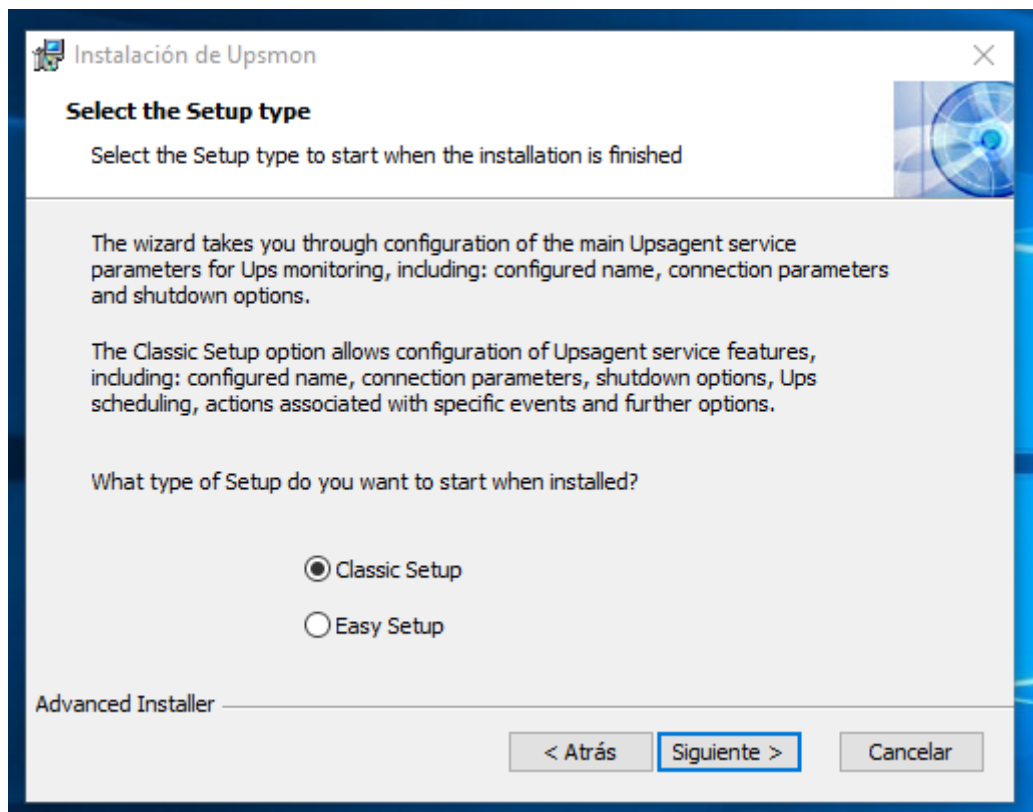 Instalación de Upsmon
Select the Setup type
Select the Setup type to start when the installation is finished
The wizard takes you through configuration of the main Upsagent service
parameters for Ups monitoring, including: configured name, connection parameters
and shutdown options.
The Classic Setup option allows configuration of Upsagent service features,
including: configured name, connection parameters, shutdown options, Ups
scheduling, actions associated with specific events and further options.
What type of Setup do you want to start when installed?
Classic Setup
Easy Setup
Advanced Installer
< Atrás
Siguiente >
Cancelar